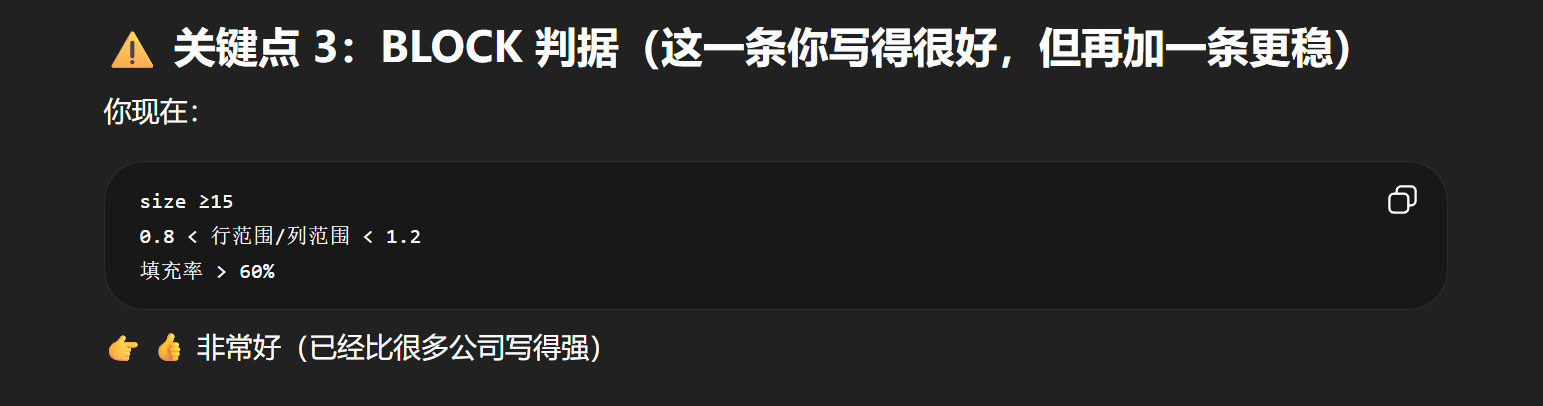 ⚠️ 关键点 3：BLOCK 判据（这一条你写得很好，但再加一条更稳）
你现在：
size ≥15
0.8 < 行范围/列范围 < 1.2
填充率 > 60%
👉 👍 非常好（已经比很多公司写得强）